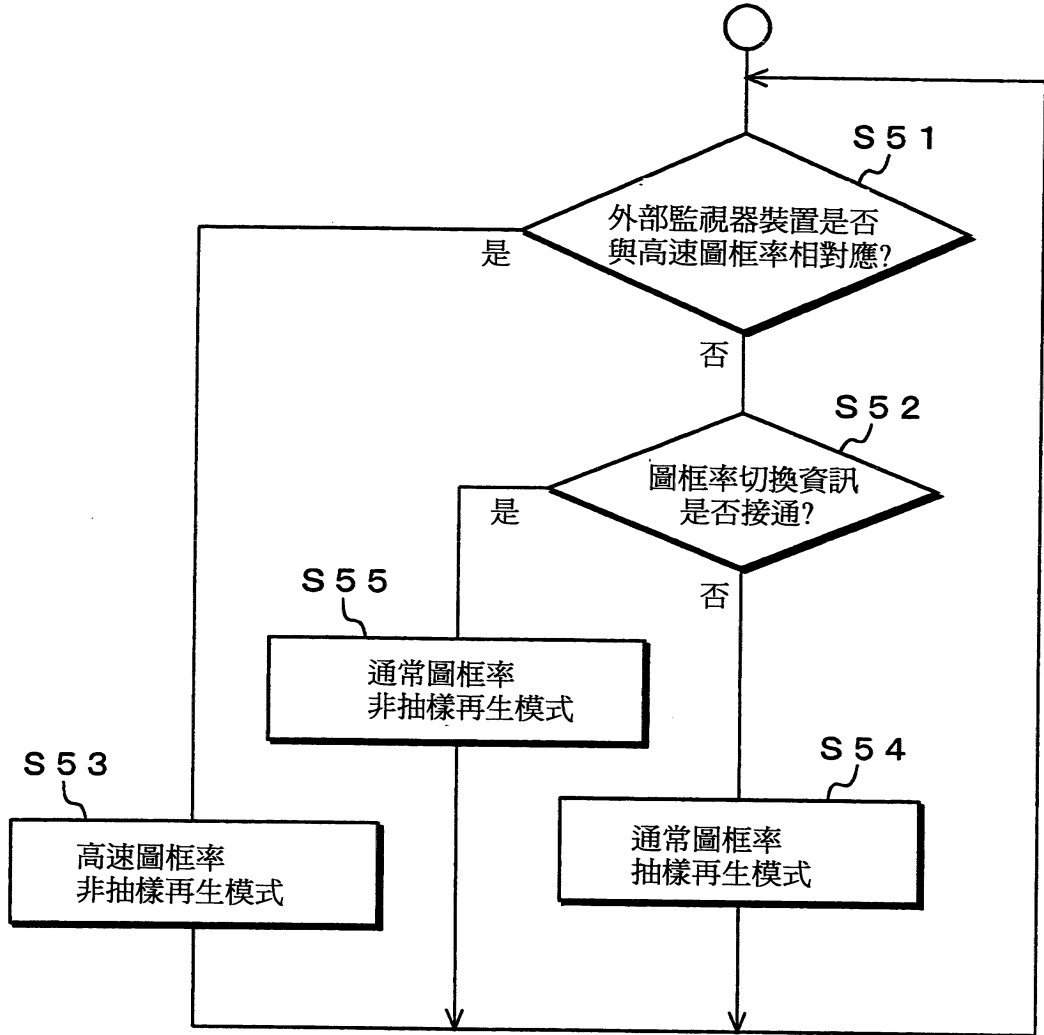 S51
外部監視器裝置是否
與高速圖框率相對應?
是
否
S52
圖框率切換資訊
是否接通?
是
否
S55
通常圖框率
非抽樣再生模式
S54
通常圖框率
抽樣再生模式
S53
高速圖框率
非抽樣再生模式